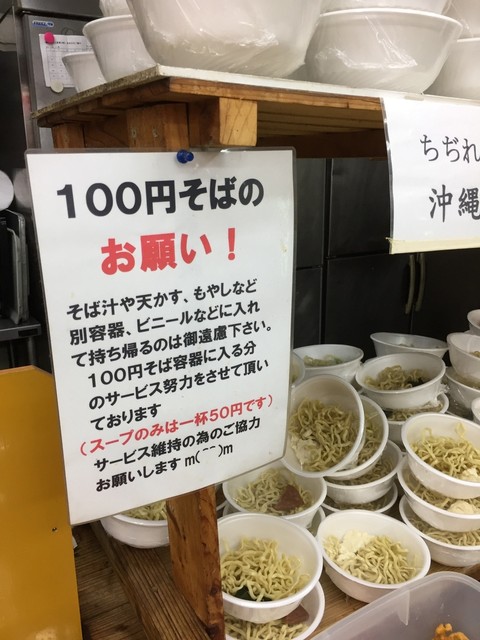 100円そばの
お願い！
そば汁や天かす、もやしなど
別容器、ビニールなどに入れ
て持ち帰るのは御遠慮下さい。
100円そば容器に入る分
のサービス努力をさせて頂い
ております
（スープのみは一杯50円です）
サービス維持の為のご協力
お願いします m(_ _)m
ちぢれ
沖縄